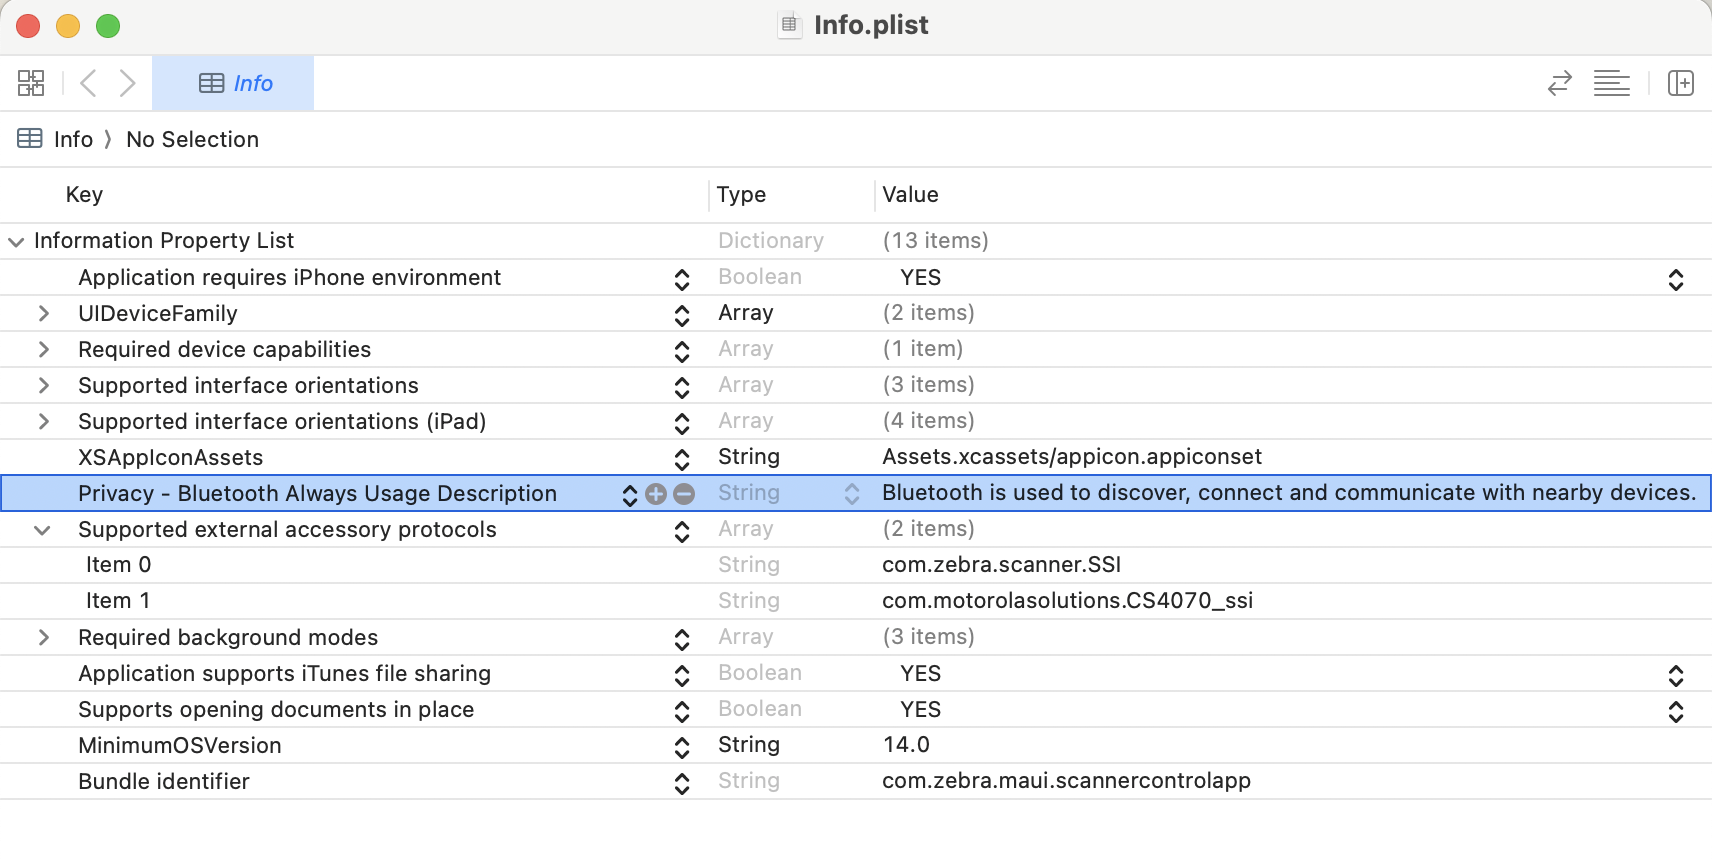 Info.plist
Info
Info 〉 No Selection
Key Type Value
Information Property List Dictionary (13 items)
Application requires iPhone environment Boolean YES
UIDeviceFamily Array (2 items)
Required device capabilities Array (1 item)
Supported interface orientations Array (3 items)
Supported interface orientations (iPad) Array (4 items)
XSAppIconAssets String Assets.xcassets/appicon.appiconset
Privacy - Bluetooth Always Usage Description String Bluetooth is used to discover, connect and communicate with nearby devices.
Supported external accessory protocols Array (2 items)
Item 0 String com.zebra.scanner.SSI
Item 1 String com.motorolasolutions.CS4070_ssi
Required background modes Array (3 items)
Application supports iTunes file sharing Boolean YES
Supports opening documents in place Boolean YES
MinimumOSVersion String 14.0
Bundle identifier String com.zebra.maui.scannercontrolapp